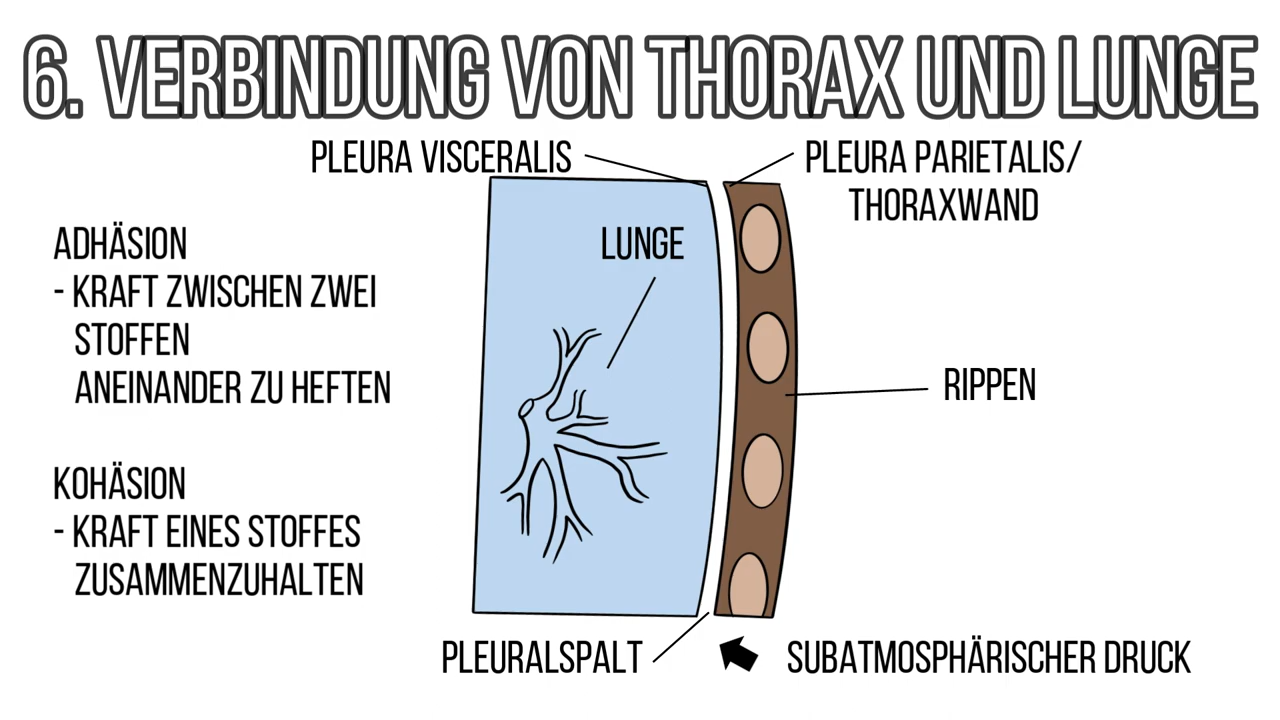 6. VERBINDUNG VON THORAX UND LUNGE
PLEURA VISCERALIS
PLEURA PARIETALIS/
THORAXWAND
ADHÄSION
- KRAFT ZWISCHEN ZWEI
STOFFEN
ANEINANDER ZU HEFTEN
LUNGE
RIPPEN
KOHÄSION
- KRAFT EINES STOFFES
ZUSAMMENZUHALTEN
PLEURALSPALT
SUBATMOSPHÄRISCHER DRUCK